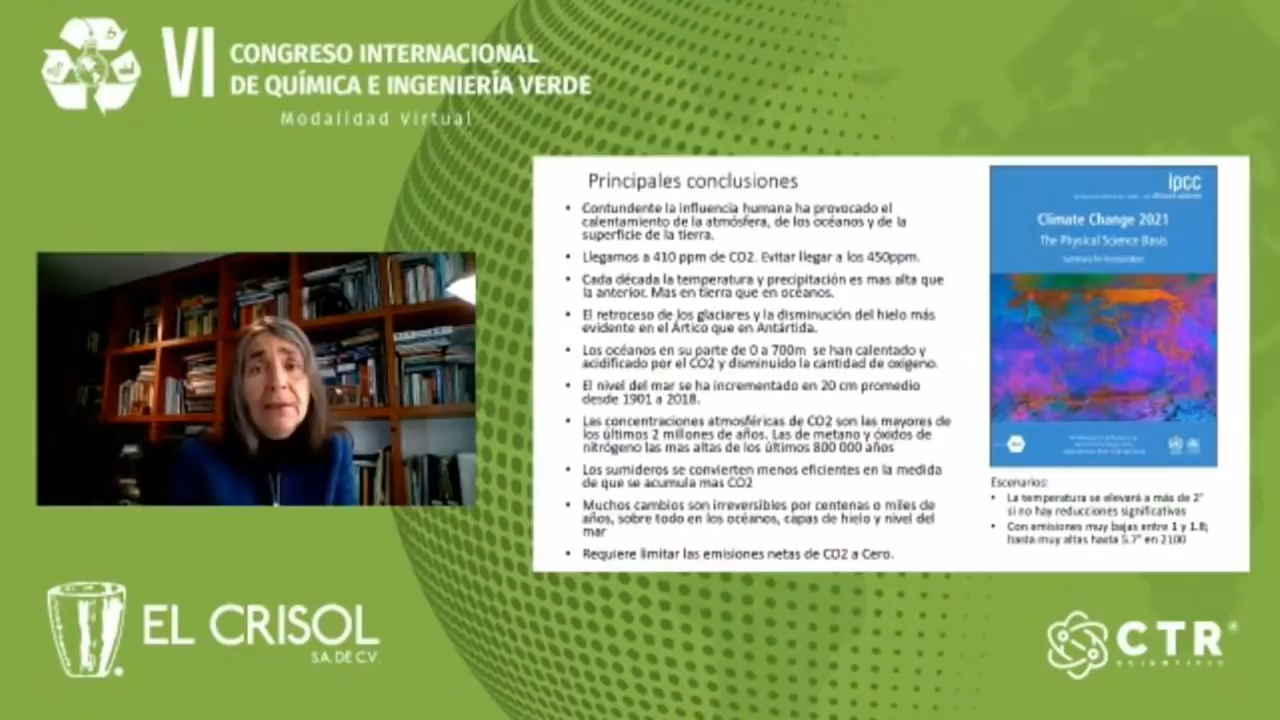 VI
CONGRESO INTERNACIONAL
DE QUÍMICA E INGENIERÍA VERDE
Modalidad Virtual
Principales conclusiones
• Contundente la influencia humana ha provocado el
calentamiento de la atmósfera, de los océanos y de la
superficie de la tierra.
• Llegamos a 410 ppm de CO2. Evitar llegar a los 450ppm.
• Cada década la temperatura y precipitación es mas alta que
la anterior. Mas en tierra que en océanos.
• El retroceso de los glaciares y la disminución del hielo más
evidente en el Ártico que en Antártida.
• Los océanos en su parte de 0 a 700m se han calentado y
acidificado por el CO2 y disminuido la cantidad de oxigeno.
• El nivel del mar se ha incrementado en 20 cm promedio
desde 1901 a 2018.
• Las concentraciones atmosféricas de CO2 son las mayores de
los últimos 2 millones de años. Las de metano y óxidos de
nitrógeno las mas altas de los últimos 800 000 años
• Los sumideros se convierten menos eficientes en la medida
de que se acumula mas CO2
• Muchos cambios son irreversibles por centenas o miles de
años, sobre todo en los océanos, capas de hielo y nivel del
mar
• Requiere limitar las emisiones netas de CO2 a Cero.
ipcc
Climate Change 2021
The Physical Science Basis
Escenarios:
• La temperatura se elevará a más de 2°
si no hay reducciones significativas
• Con emisiones muy bajas entre 1 y 1.8;
hasta muy altas hasta 5.7° en 2100
EL CRISOL
S.A. DE C.V.
CTR
SCIENTIFIC